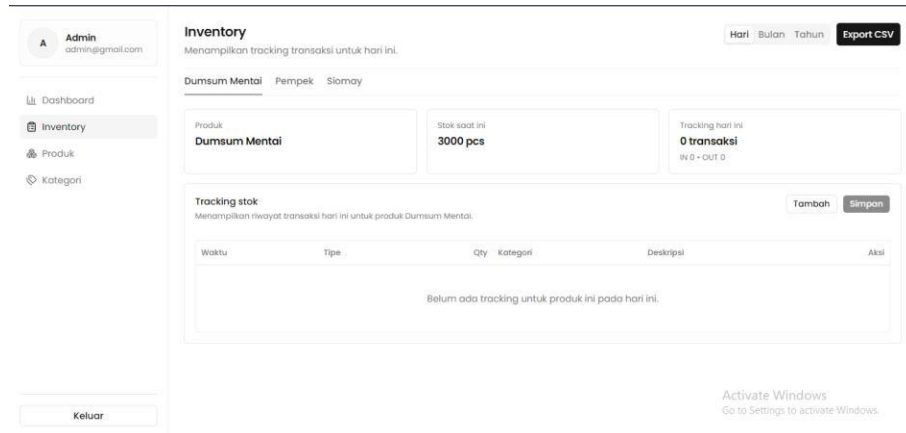 A
Admin
admin@gmail.com
Dashboard
Inventory
Produk
Kategori
Keluar
Inventory
Menampilkan tracking transaksi untuk hari ini.
Hari Bulan Tahun
Export CSV
Dumsum Mentai Pempek Siomay
Produk
Dumsum Mentai
Stok saat ini
3000 pcs
Tracking hari ini
0 transaksi
IN 0 • OUT 0
Tracking stok
Menampilkan riwayat transaksi hari ini untuk produk Dumsum Mentai.
Tambah Simpan
Waktu Tipe Qty Kategori Deskripsi Aksi
Belum ada tracking untuk produk ini pada hari ini.
Activate Windows
Go to Settings to activate Windows.